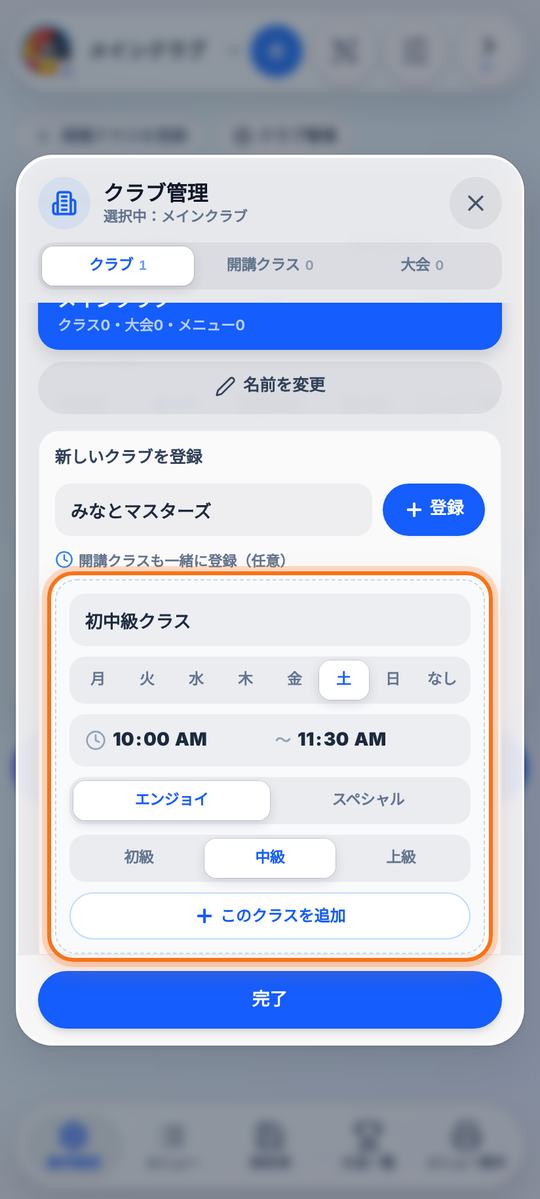 クラブ管理
選択中：メインクラブ
クラブ 1
開講クラス 0
大会 0
クラス0・大会0・メニュー0
名前を変更
新しいクラブを登録
みなとマスターズ
＋ 登録
開講クラスも一緒に登録（任意）
初中級クラス
月 火 水 木 金 土 日 なし
10:00 AM 〜 11:30 AM
エンジョイ スペシャル
初級 中級 上級
＋ このクラスを追加
完了